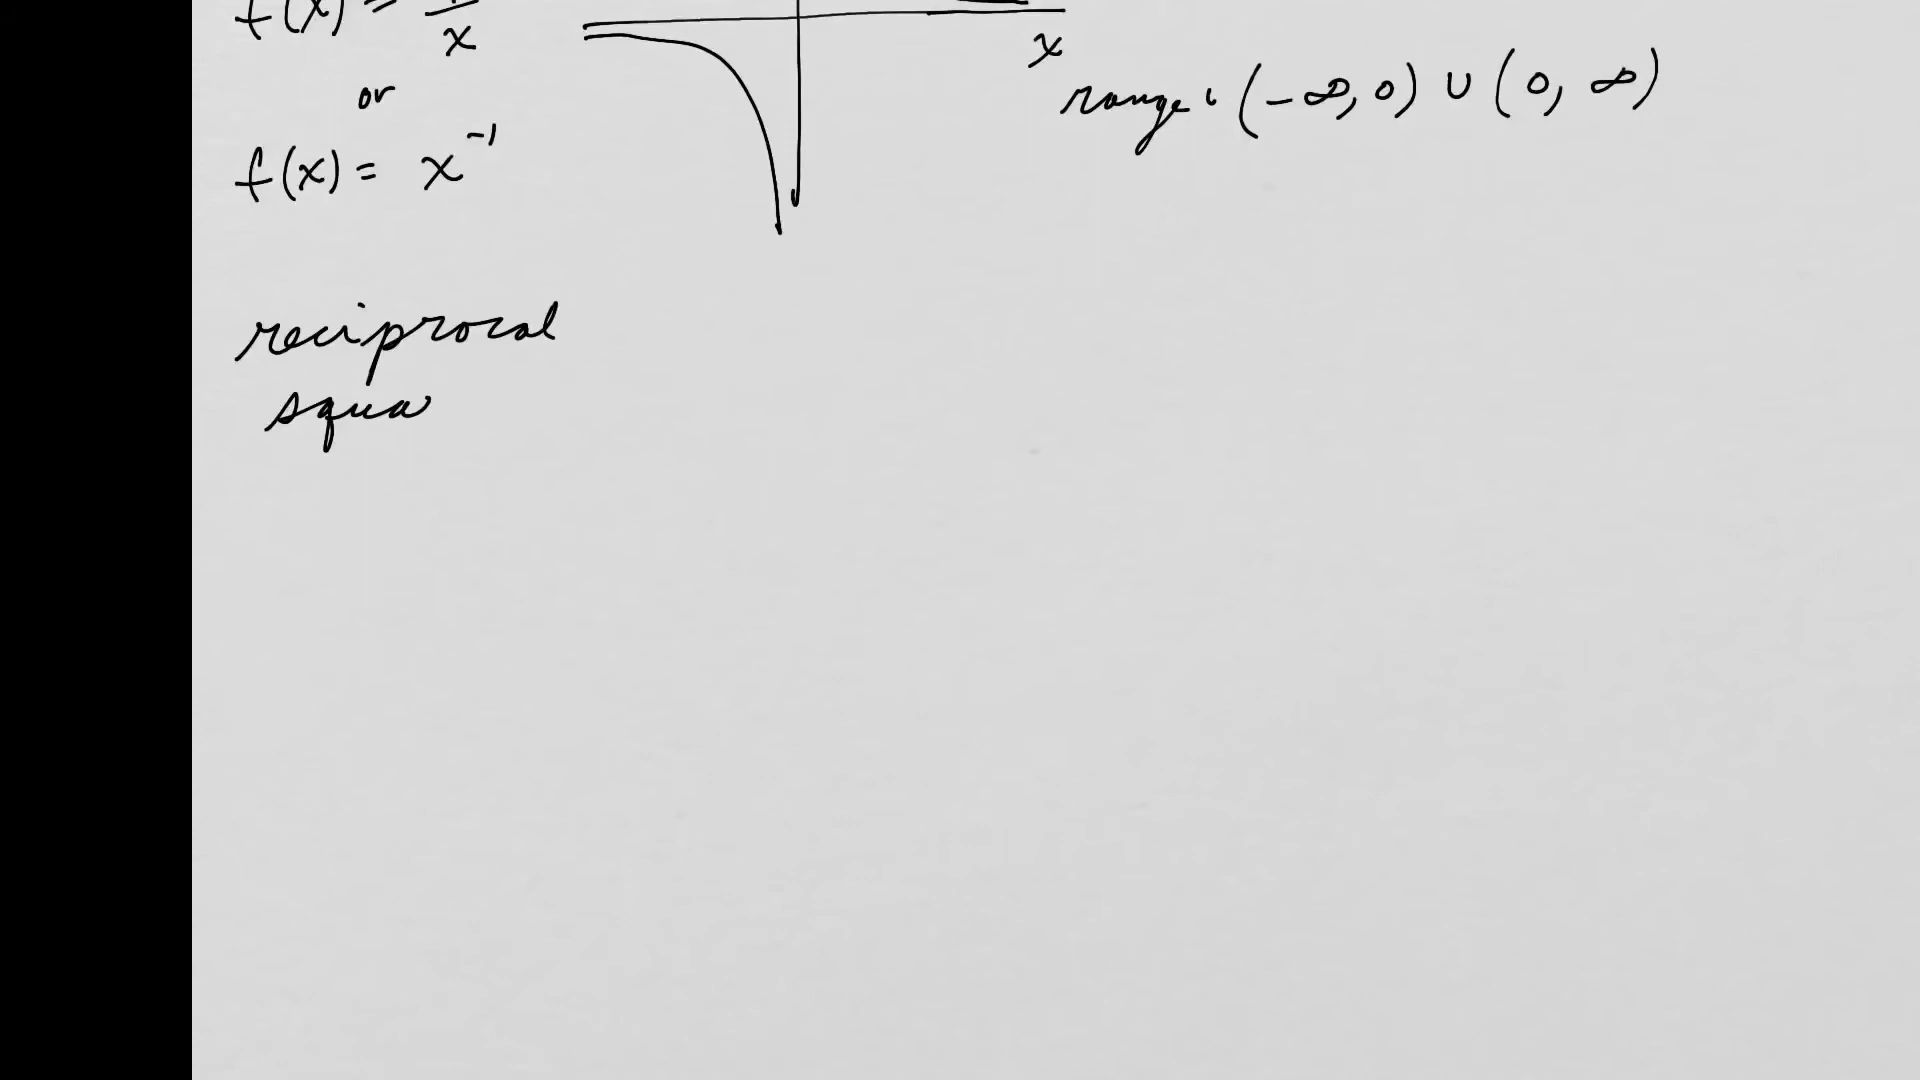 f(x) = 1/x
x
range: (-∞, 0) ∪ (0, ∞)
or
f(x) = x⁻¹
reciprocal
squa